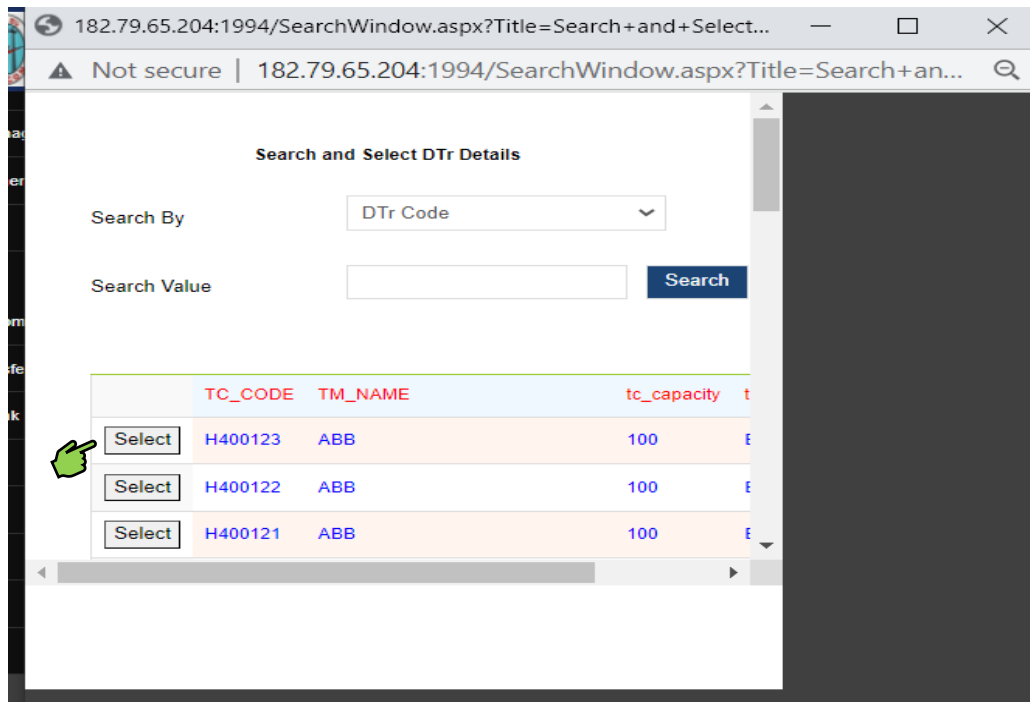 182.79.65.204:1994/SearchWindow.aspx?Title=Search+and+Select...
Not secure | 182.79.65.204:1994/SearchWindow.aspx?Title=Search+an...
Search and Select DTr Details
Search By DTr Code
Search Value Search
TC_CODE TM_NAME tc_capacity t
Select H400123 ABB 100
Select H400122 ABB 100
Select H400121 ABB 100